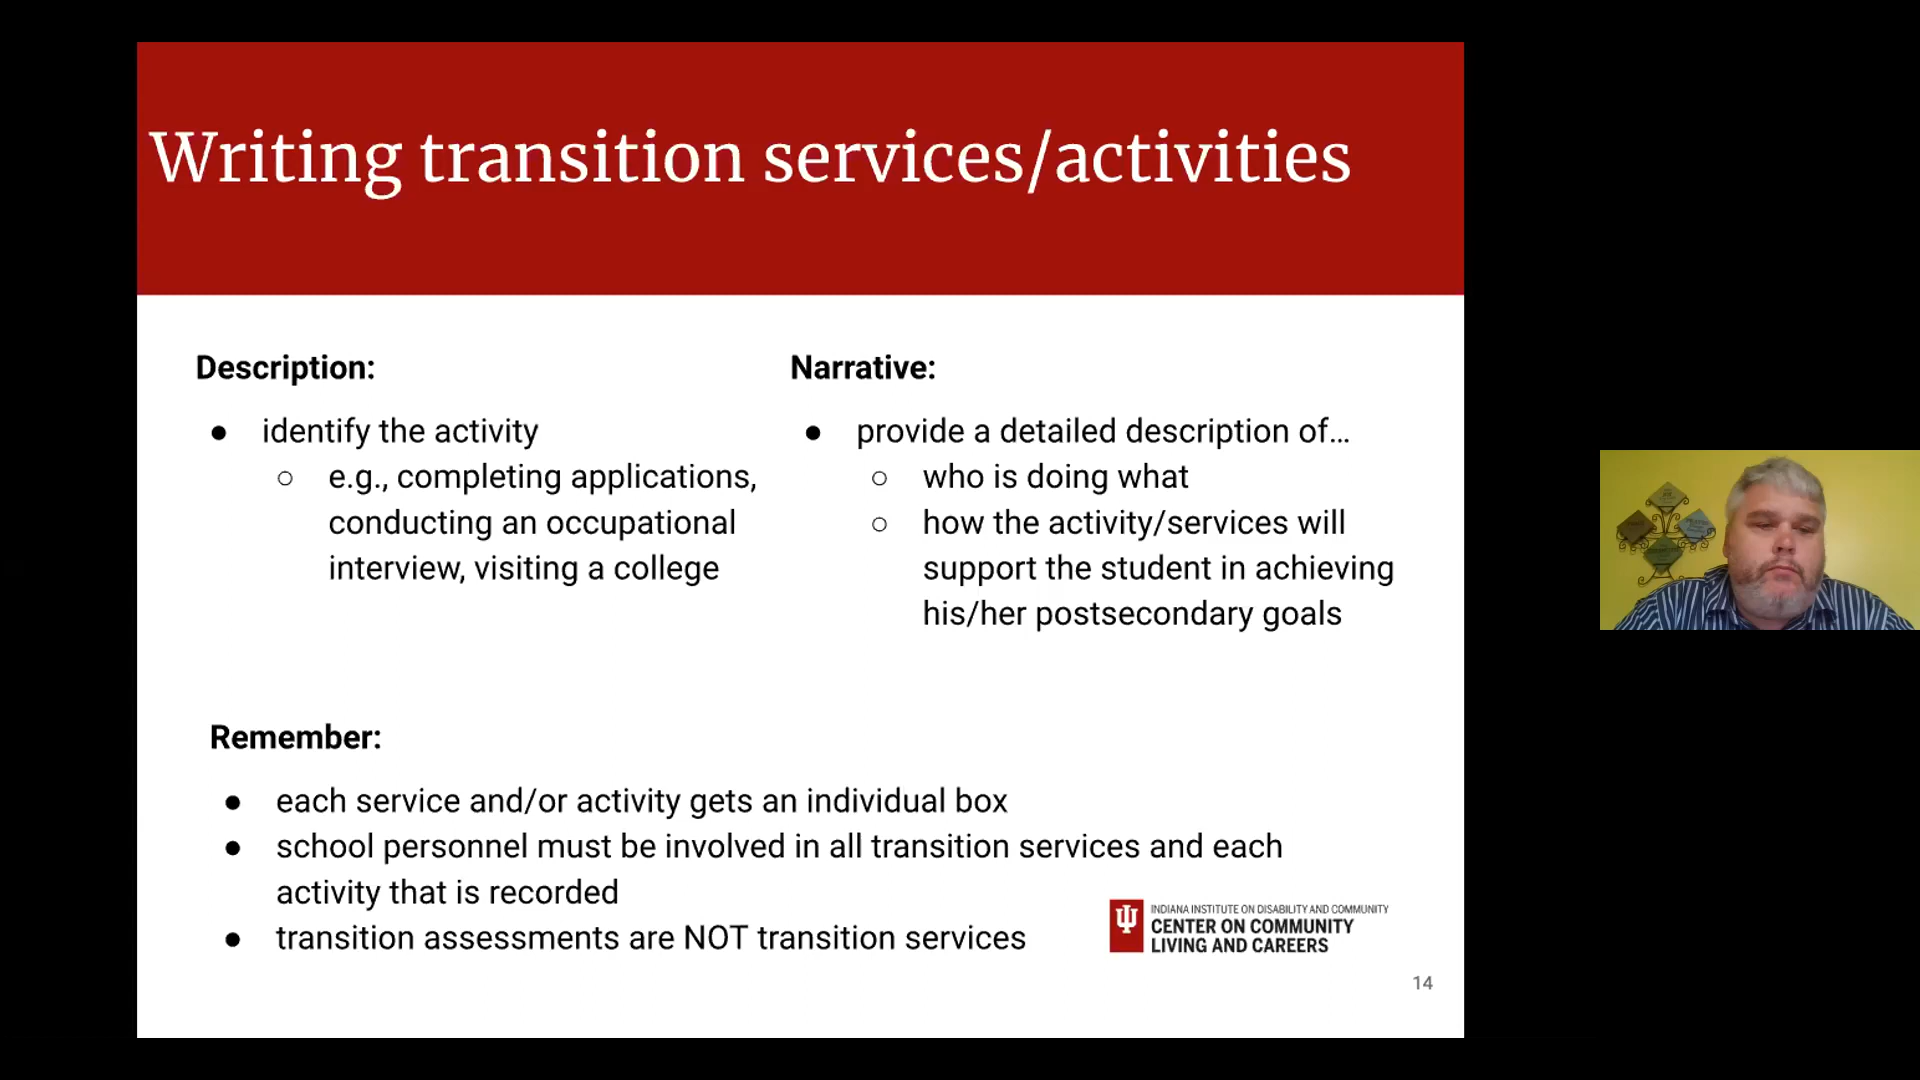 Writing transition services/activities
Description:
● identify the activity
○ e.g., completing applications,
conducting an occupational
interview, visiting a college
Narrative:
● provide a detailed description of…
○ who is doing what
○ how the activity/services will
support the student in achieving
his/her postsecondary goals
Remember:
● each service and/or activity gets an individual box
● school personnel must be involved in all transition services and each
activity that is recorded
● transition assessments are NOT transition services
INDIANA INSTITUTE ON DISABILITY AND COMMUNITY
CENTER ON COMMUNITY
LIVING AND CAREERS
14